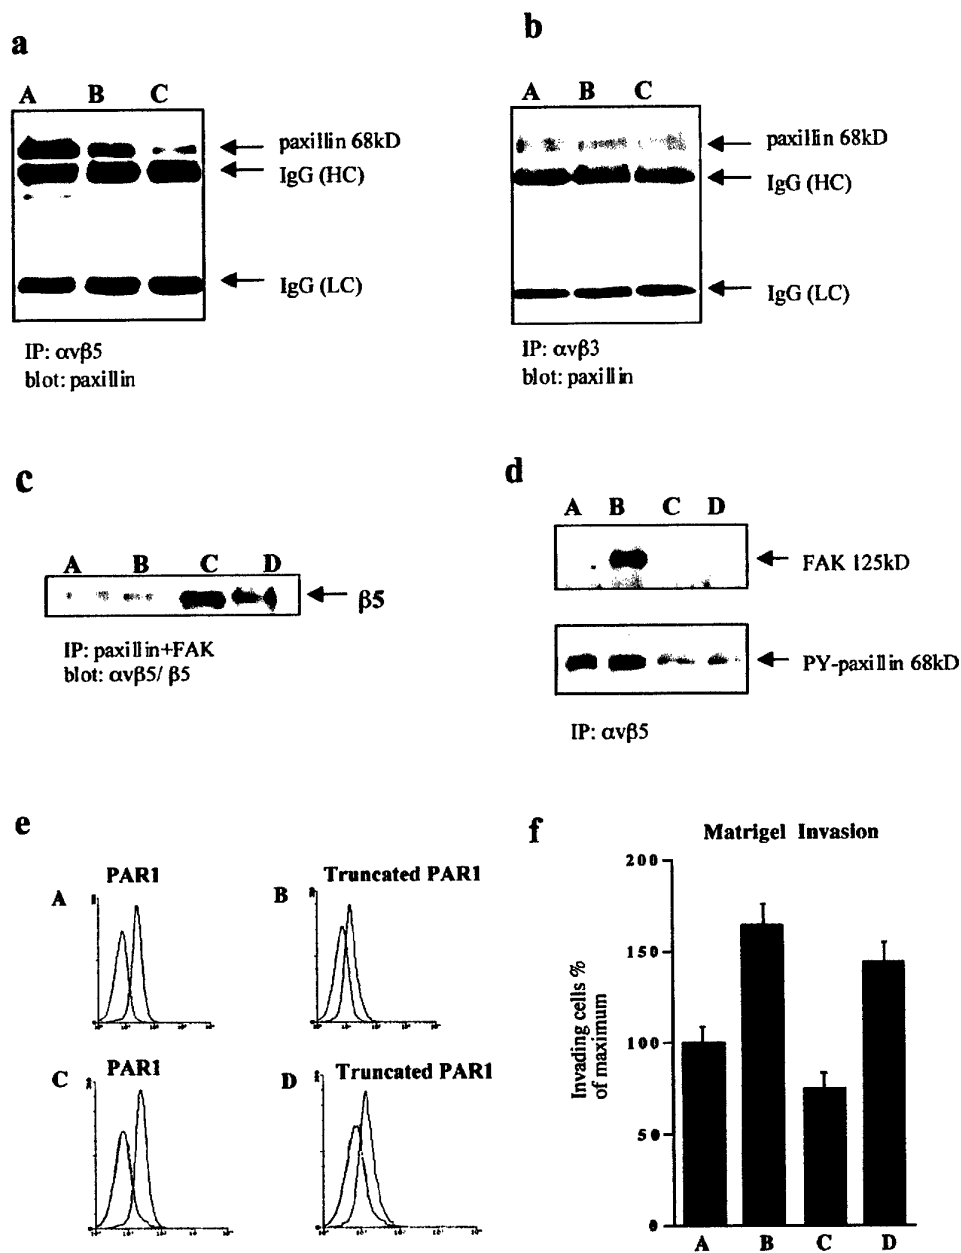 a
A B C
paxillin 68kD
IgG (HC)
IgG (LC)
IP: αvβ5
blot: paxillin
b
A B C
paxillin 68kD
IgG (HC)
IgG (LC)
IP: αvβ3
blot: paxillin
c
A B C D
β5
IP: paxillin+FAK
blot: αvβ5/ β5
d
A B C D
FAK 125kD
PY-paxillin 68kD
IP: αvβ5
e
A PAR1
B Truncated PAR1
C PAR1
D Truncated PAR1
f
Matrigel Invasion
Invading cells %
of maximum
200
150
100
50
0
A B C D